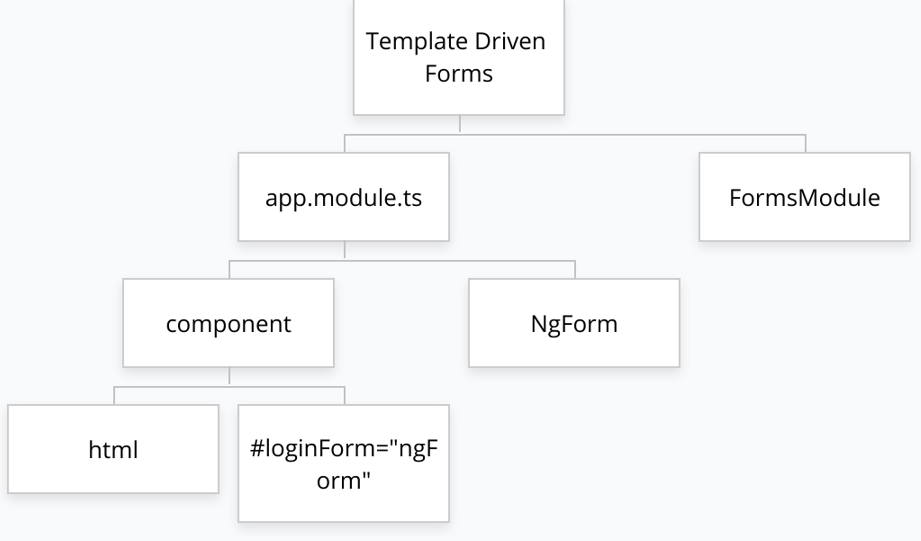 Template Driven
Forms
app.module.ts
FormsModule
component
NgForm
html
#loginForm="ngF
orm"